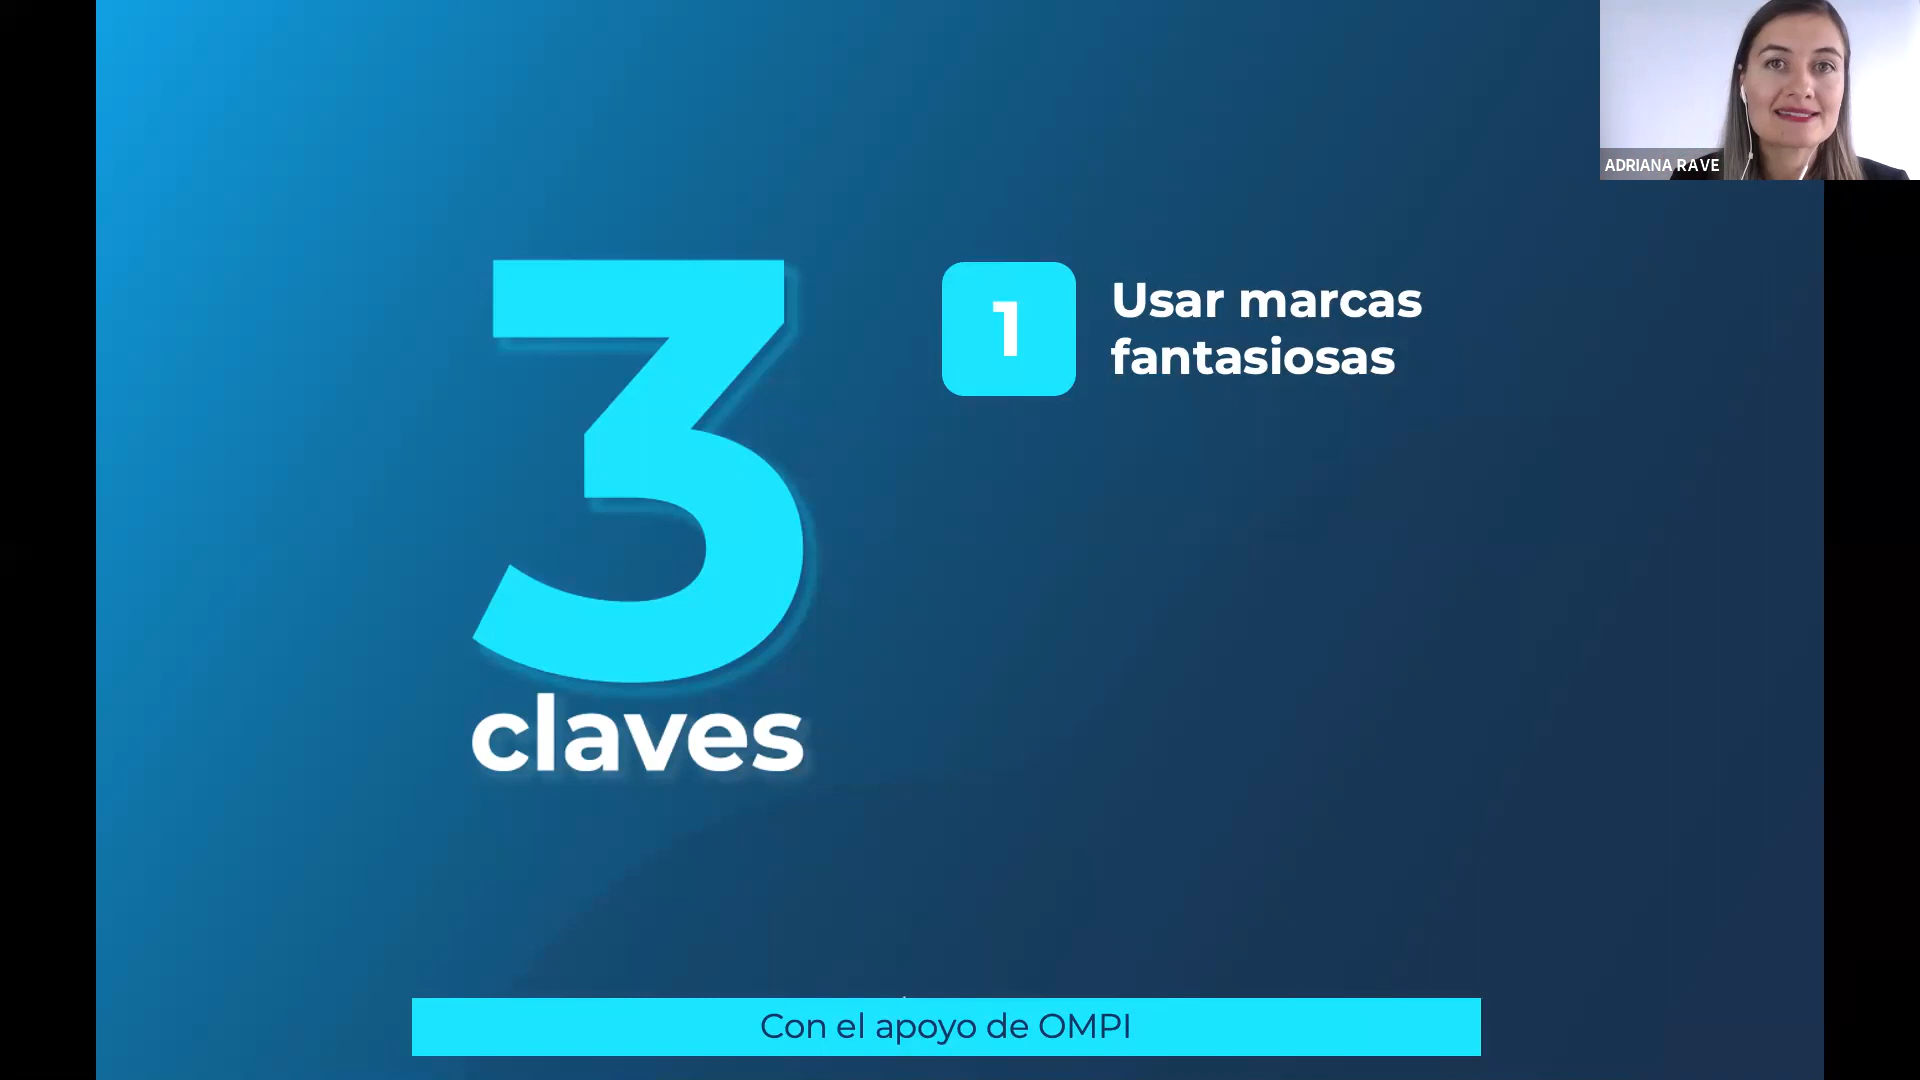 ADRIANA RAVE
3
claves
1
Usar marcas
fantasiosas
Con el apoyo de OMPI